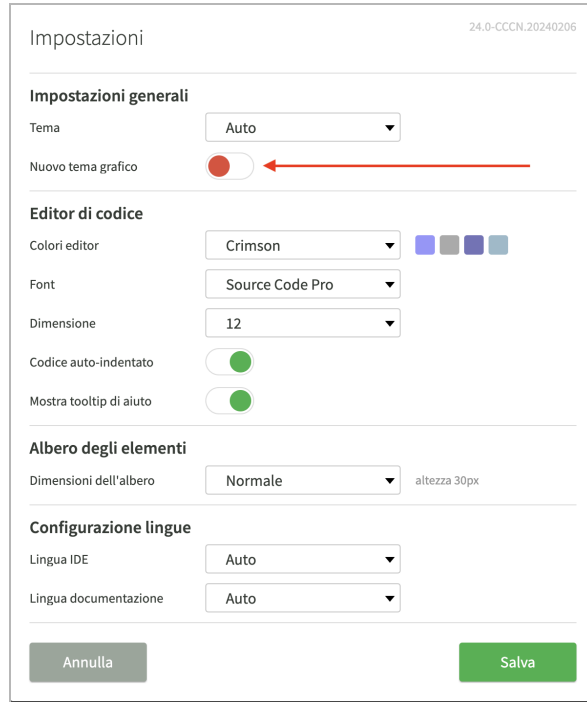 Impostazioni
24.0-CCCN.20240206
Impostazioni generali
Tema Auto
Nuovo tema grafico
Editor di codice
Colori editor Crimson
Font Source Code Pro
Dimensione 12
Codice auto-indentato
Mostra tooltip di aiuto
Albero degli elementi
Dimensioni dell'albero Normale altezza 30px
Configurazione lingue
Lingua IDE Auto
Lingua documentazione Auto
Annulla Salva